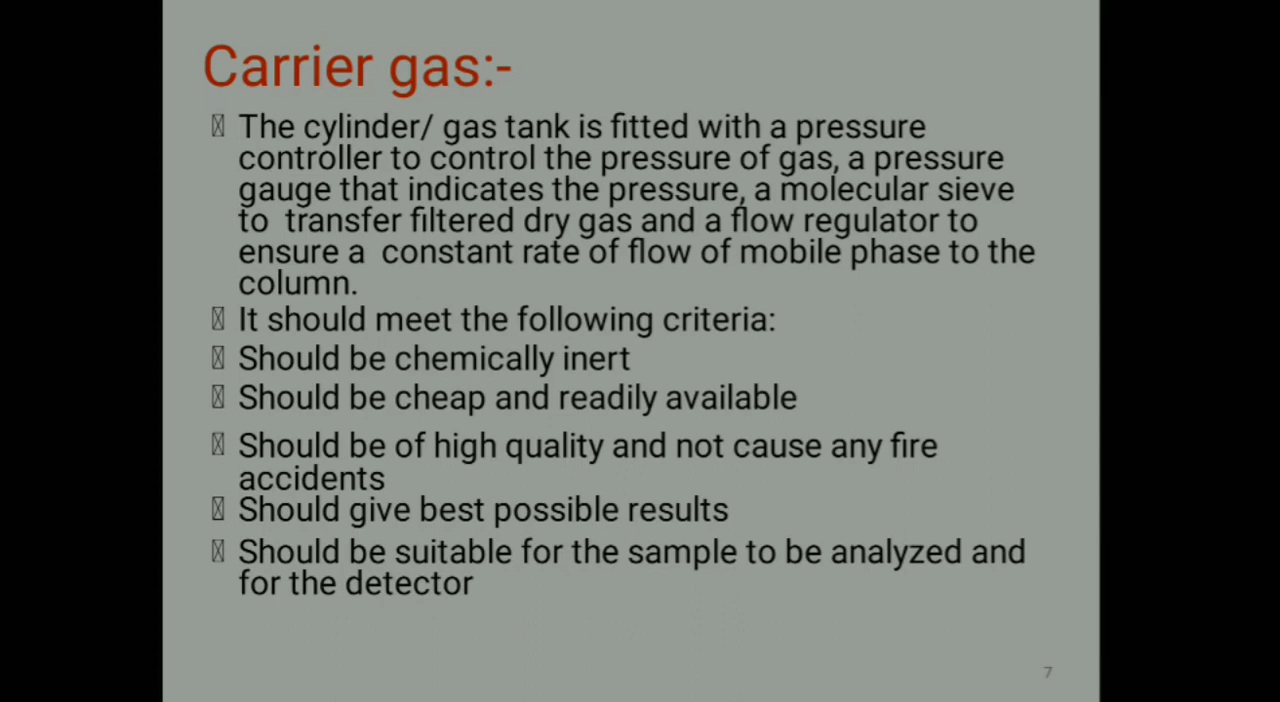 Carrier gas:-
The cylinder/ gas tank is fitted with a pressure
controller to control the pressure of gas, a pressure
gauge that indicates the pressure, a molecular sieve
to  transfer filtered dry gas and a flow regulator to
ensure a  constant rate of flow of mobile phase to the
column.
It should meet the following criteria:
Should be chemically inert
Should be cheap and readily available
Should be of high quality and not cause any fire
accidents
Should give best possible results
Should be suitable for the sample to be analyzed and
for the detector
7